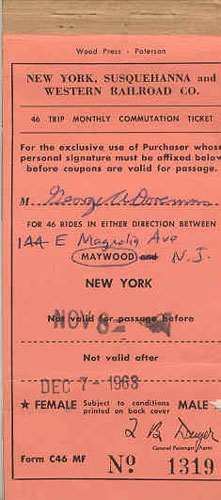 Wood Press - Paterson
NEW YORK, SUSQUEHANNA and
WESTERN RAILROAD CO.
46 TRIP MONTHLY COMMUTATION TICKET
For the exclusive use of Purchaser whose
personal signature must be affixed below
before coupons are valid for passage.
M George A Doremus
FOR 46 RIDES IN EITHER DIRECTION BETWEEN
144-E Magnolia Ave
MAYWOOD and N.J.
NEW YORK
Not valid for passage before
NOV 8-
Not valid after
DEC 7-1963
★ FEMALE Subject to conditions printed on back cover MALE
General Passenger Agent
Form C46 MF No 1319